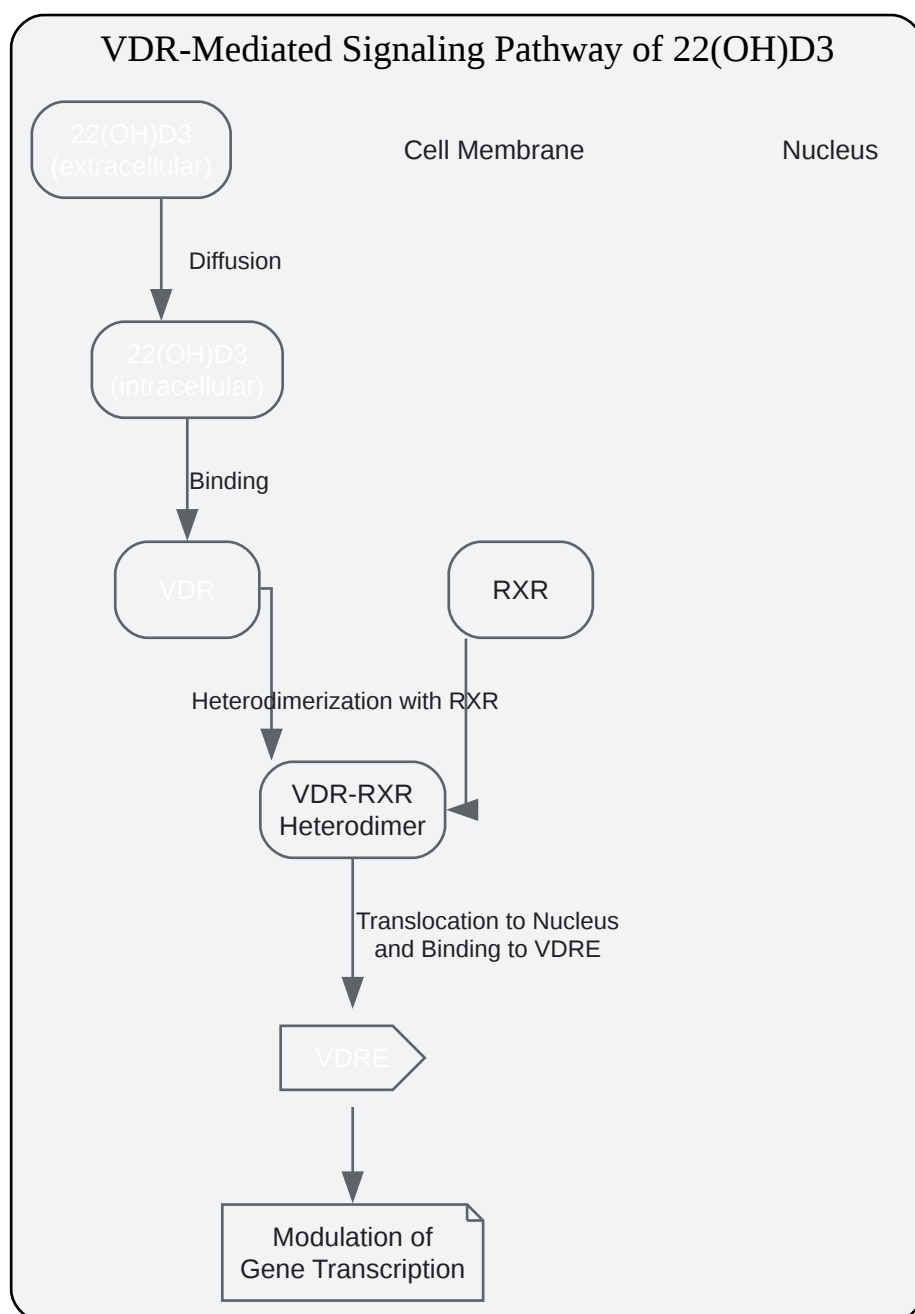 VDR-Mediated Signaling Pathway of 22(OH)D3
22(OH)D3
(extracellular)
Cell Membrane
Nucleus
Diffusion
22(OH)D3
(intracellular)
Binding
VDR
RXR
Heterodimerization with RXR
VDR-RXR
Heterodimer
Translocation to Nucleus
and Binding to VDRE
VDRE
Modulation of
Gene Transcription